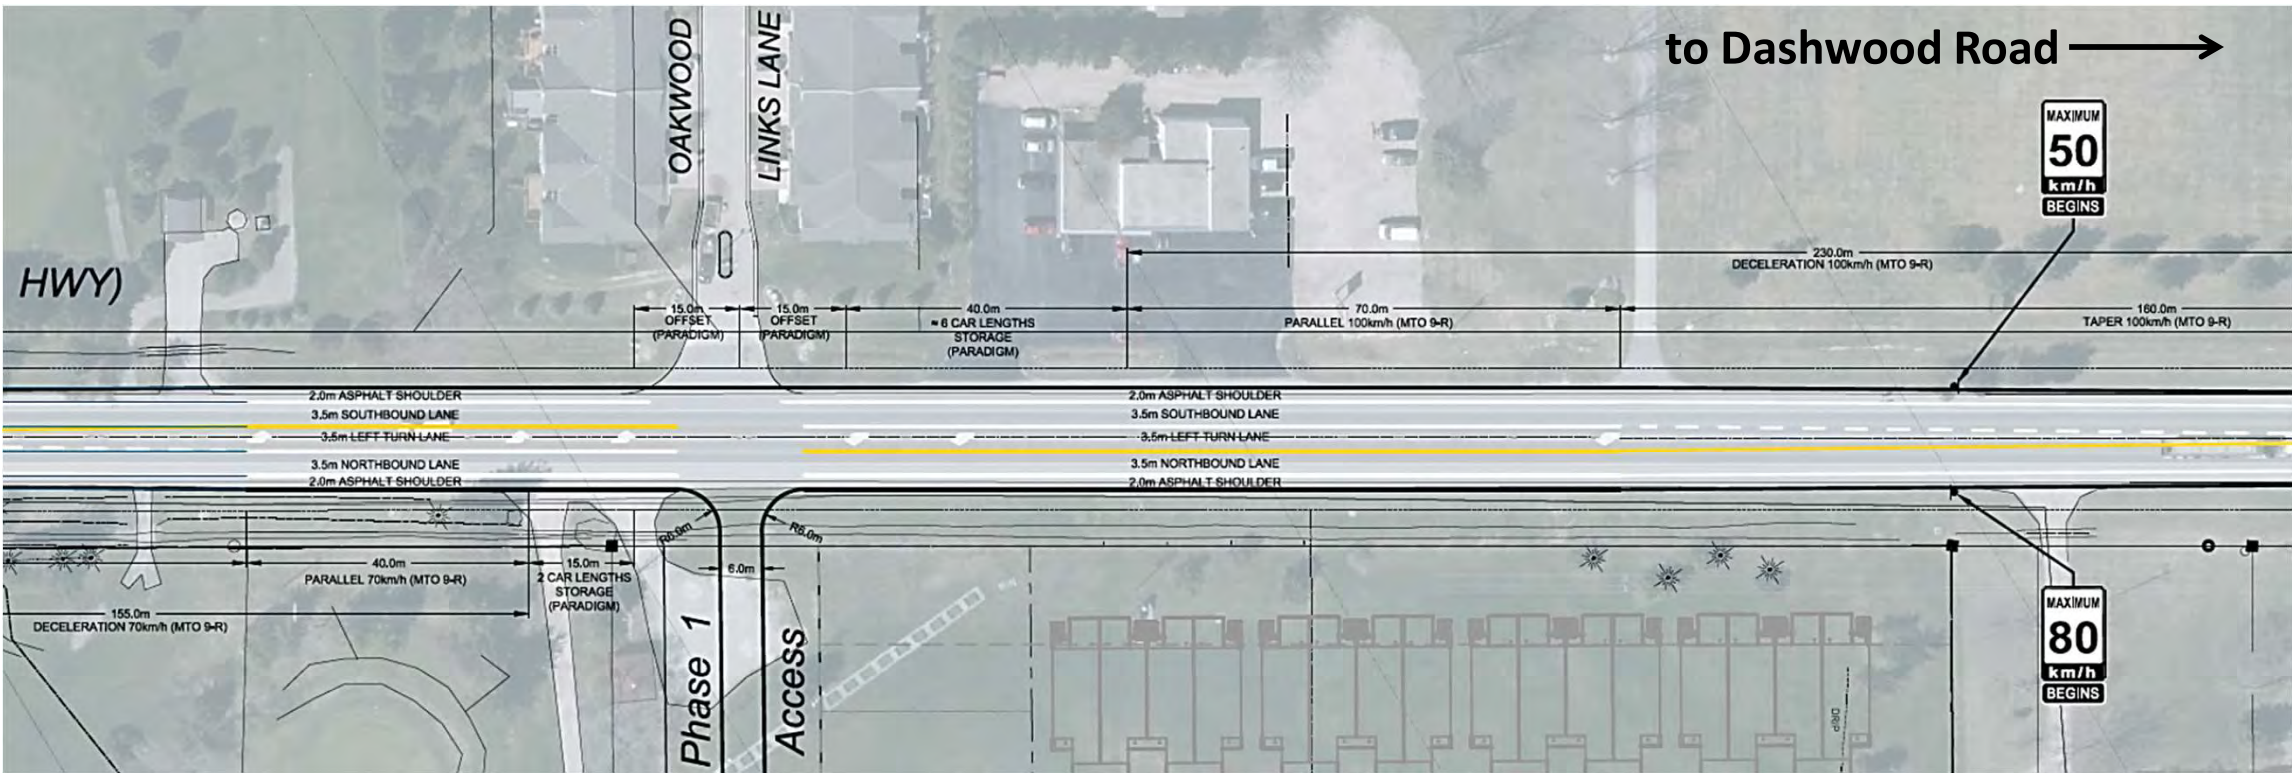 to Dashwood Road
OAKWOOD
LINKS LANE
MAXIMUM
50
km/h
BEGINS
HWY)
230.0m
DECELERATION 100km/h (MTO 9-R)
15.0m
OFFSET
(PARADIGM)
15.0m
OFFSET
(PARADIGM)
40.0m
≈ 6 CAR LENGTHS
STORAGE
(PARADIGM)
70.0m
PARALLEL 100km/h (MTO 9-R)
160.0m
TAPER 100km/h (MTO 9-R)
2.0m ASPHALT SHOULDER
3.5m SOUTHBOUND LANE
3.5m LEFT TURN LANE
3.5m NORTHBOUND LANE
2.0m ASPHALT SHOULDER
2.0m ASPHALT SHOULDER
3.5m SOUTHBOUND LANE
3.5m LEFT TURN LANE
3.5m NORTHBOUND LANE
2.0m ASPHALT SHOULDER
R6.0m
R6.0m
6.0m
40.0m
PARALLEL 70km/h (MTO 9-R)
15.0m
2 CAR LENGTHS
STORAGE
(PARADIGM)
155.0m
DECELERATION 70km/h (MTO 9-R)
Phase 1
Access
MAXIMUM
80
km/h
BEGINS
DRIP